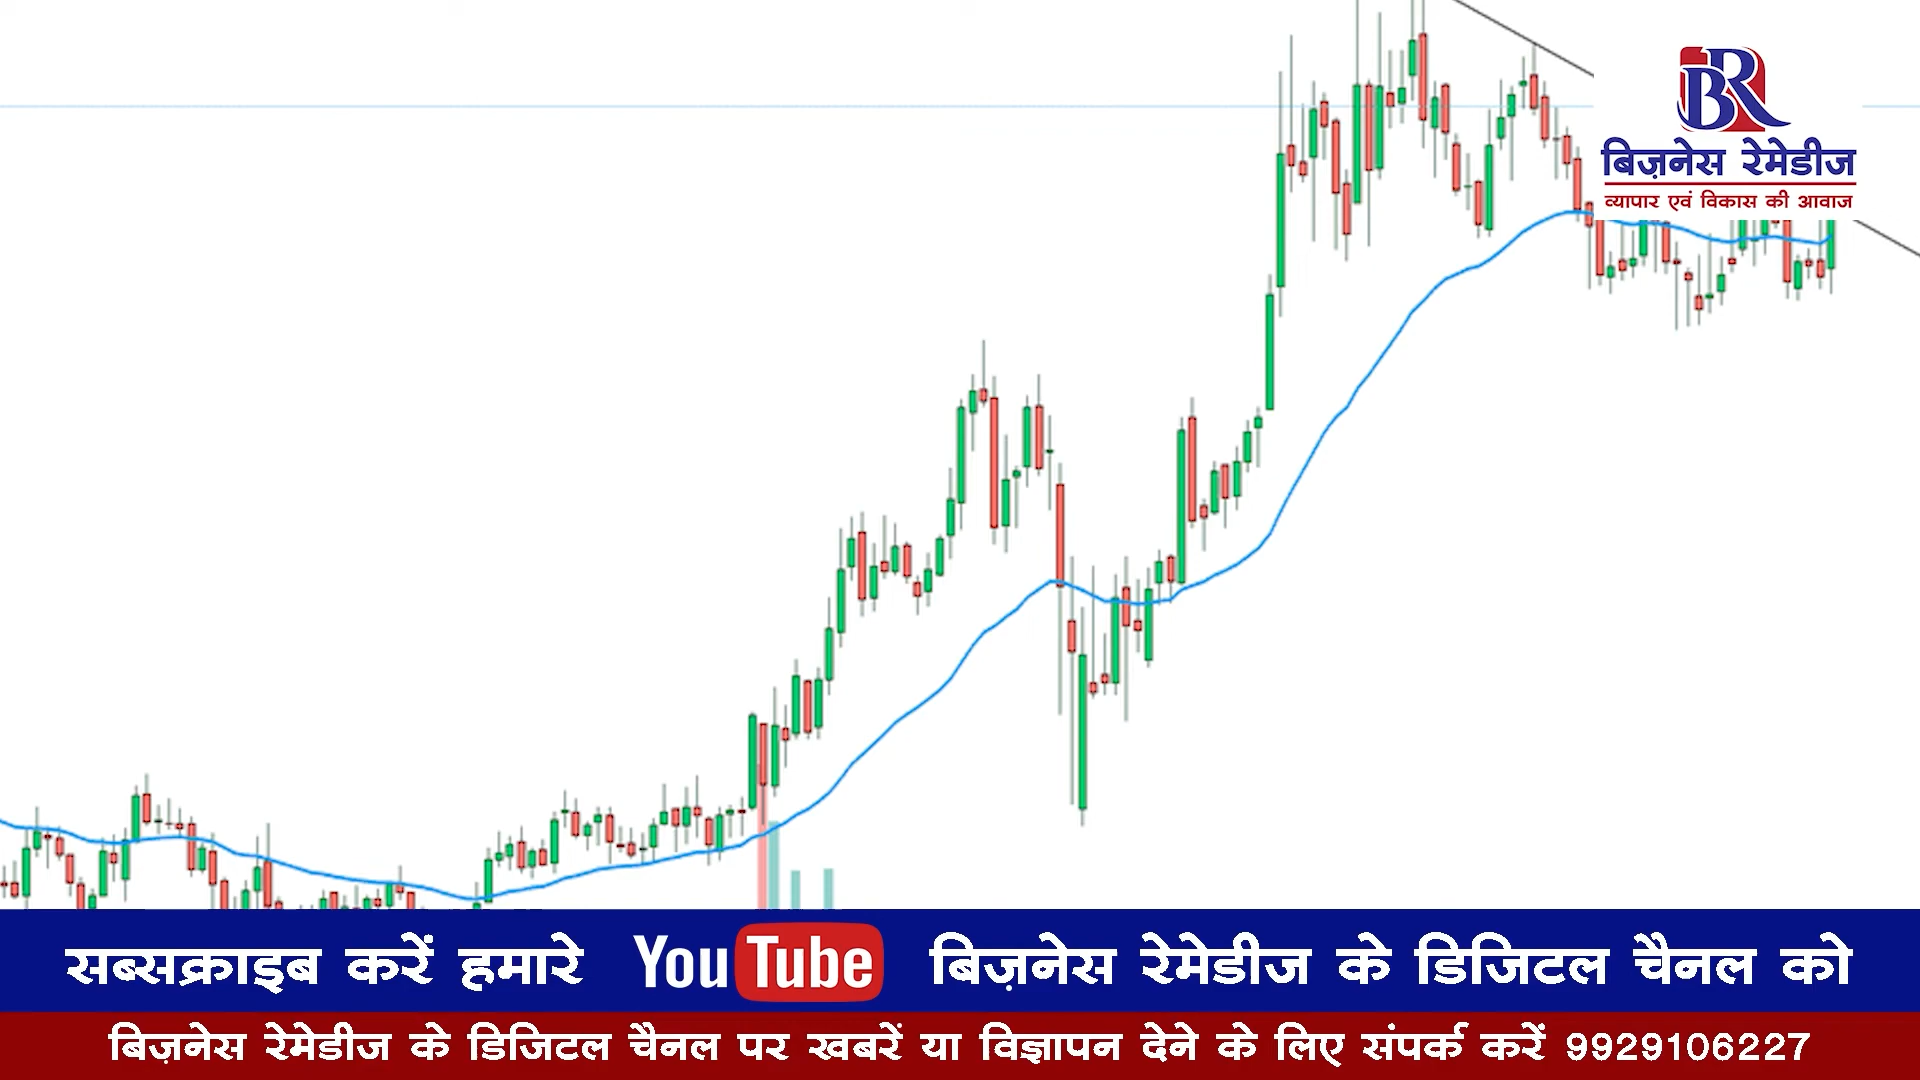 BR
बिज़नेस रेमेडीज
व्यापार एवं विकास की आवाज
सब्सक्राइब करें हमारे YouTube बिज़नेस रेमेडीज के डिजिटल चैनल को
बिज़नेस रेमेडीज के डिजिटल चैनल पर खबरें या विज्ञापन देने के लिए संपर्क करें 9929106227